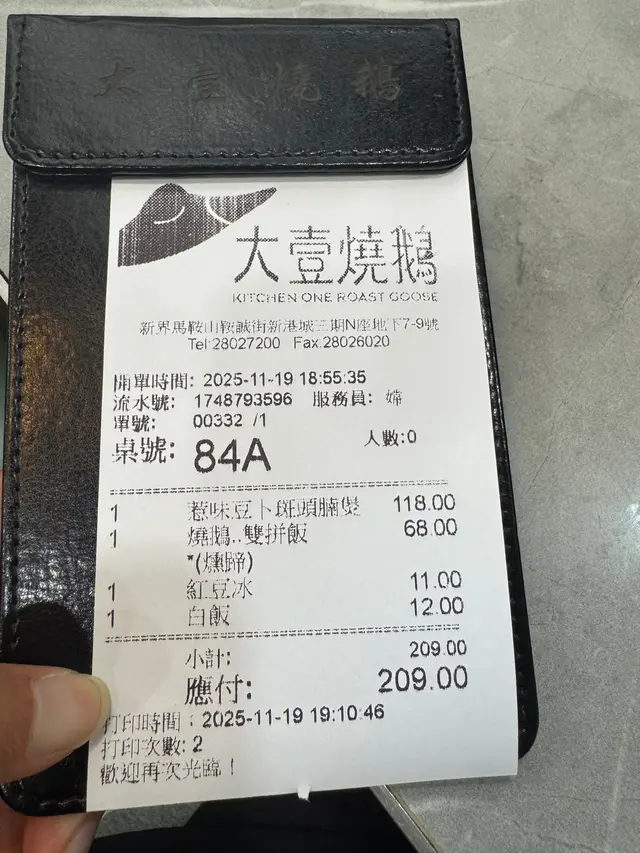 大壹燒鵝
大壹燒鵝
KITCHEN ONE ROAST GOOSE
新界馬鞍山鞍誠街新港城三期N座地下7-9號
Tel:28027200 Fax:28026020
開單時間: 2025-11-19 18:55:35
流水號: 1748793596 服務員: 嫦
單號: 00332 /1
桌號: 84A 人數:0
1 惹味豆卜斑頭腩煲 118.00
1 燒鵝..雙拼飯 68.00
*(燻蹄)
1 紅豆冰 11.00
1 白飯 12.00
小計: 209.00
應付: 209.00
打印時間：2025-11-19 19:10:46
打印次數: 2
歡迎再次光臨！